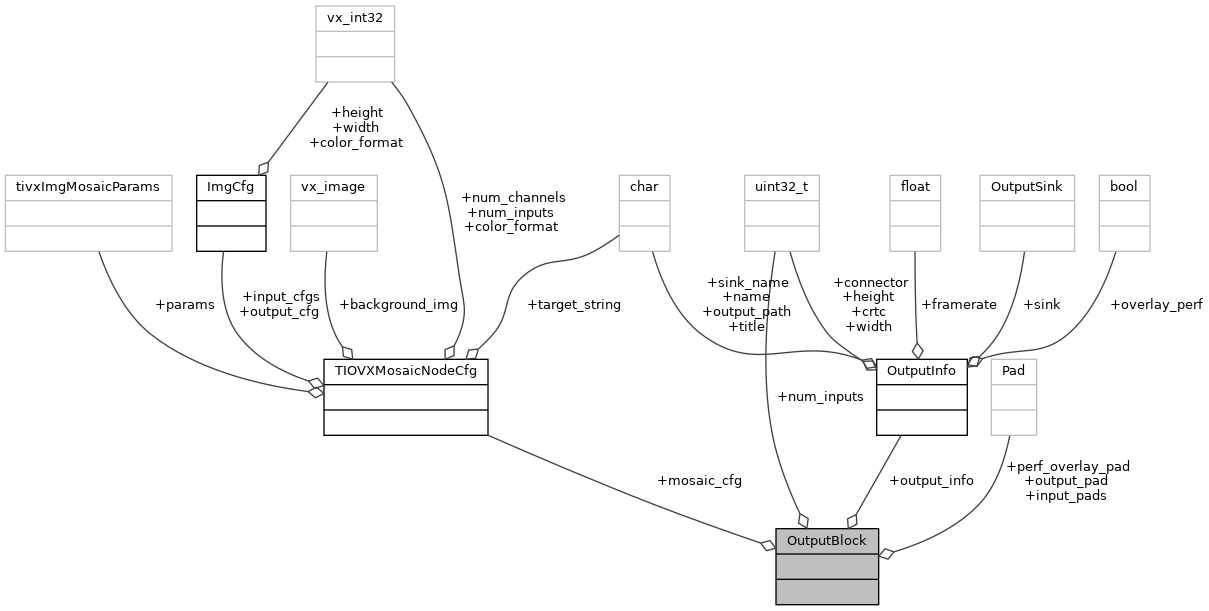 vx_int32
+height
+width
+color_format
tivxImgMosaicParams
ImgCfg
vx_image
char
uint32_t
float
OutputSink
bool
+num_channels
+num_inputs
+color_format
+params
+input_cfgs
+output_cfg
+background_img
+target_string
+sink_name
+name
+output_path
+title
+connector
+height
+crtc
+width
+framerate
+sink
+overlay_perf
TIOVXMosaicNodeCfg
OutputInfo
Pad
+num_inputs
+mosaic_cfg
+output_info
+perf_overlay_pad
+output_pad
+input_pads
OutputBlock